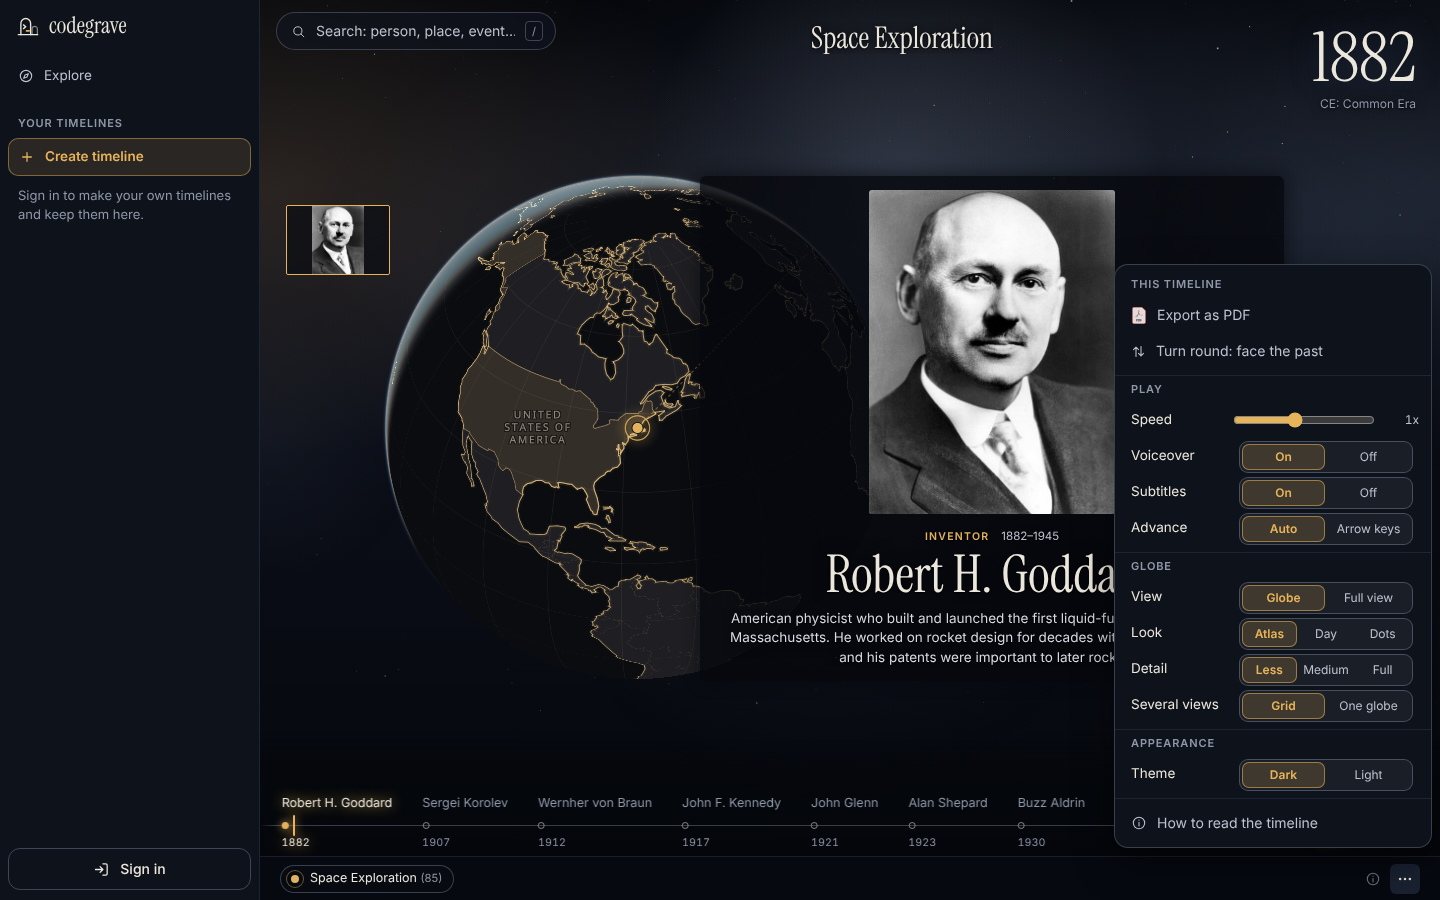 codegrave
Explore
YOUR TIMELINES
Create timeline
Sign in to make your own timelines
and keep them here.
Sign in
Search: person, place, event...
/
Space Exploration
1882
CE: Common Era
UNITED
STATES OF
AMERICA
INVENTOR 1882–1945
Robert H. Godda
American physicist who built and launched the first liquid-fu
Massachusetts. He worked on rocket design for decades wit
and his patents were important to later rock
THIS TIMELINE
Export as PDF
Turn round: face the past
PLAY
Speed 1x
Voiceover On Off
Subtitles On Off
Advance Auto Arrow keys
GLOBE
View Globe Full view
Look Atlas Day Dots
Detail Less Medium Full
Several views Grid One globe
APPEARANCE
Theme Dark Light
How to read the timeline
Robert H. Goddard Sergei Korolev Wernher von Braun John F. Kennedy John Glenn Alan Shepard Buzz Aldrin
1882 1907 1912 1917 1921 1923 1930
Space Exploration (85)